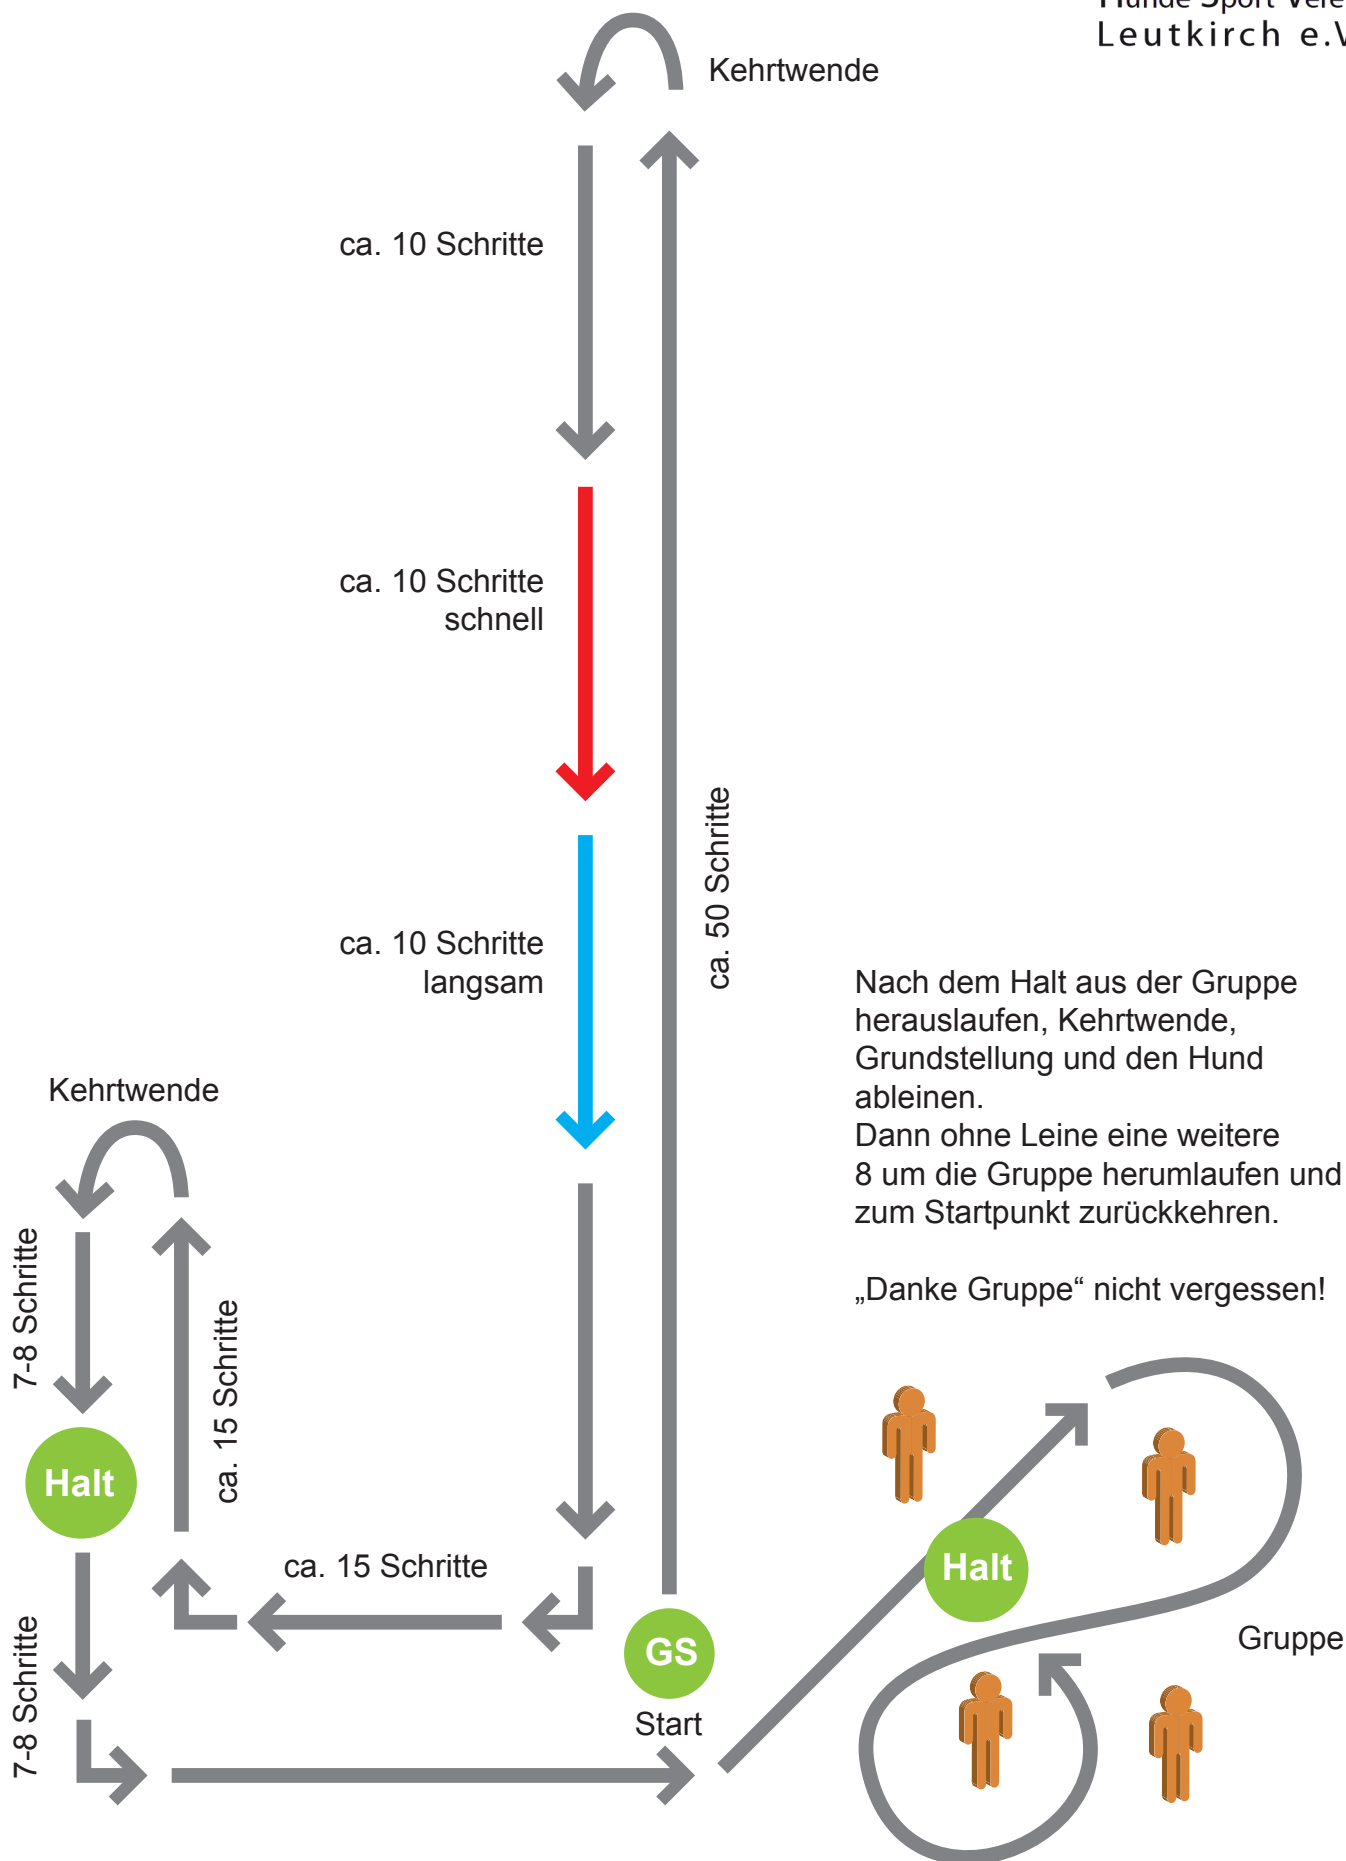 Hunde Sport Vere
Leutkirch e.V
Kehrtwende
ca. 10 Schritte
ca. 10 Schritte
schnell
ca. 50 Schritte
ca. 10 Schritte
langsam
Nach dem Halt aus der Gruppe
herauslaufen, Kehrtwende,
Grundstellung und den Hund
ableinen.
Dann ohne Leine eine weitere
8 um die Gruppe herumlaufen und
zum Startpunkt zurückkehren.
„Danke Gruppe“ nicht vergessen!
Kehrtwende
7-8 Schritte
ca. 15 Schritte
Halt
ca. 15 Schritte
Halt
7-8 Schritte
GS
Start
Gruppe